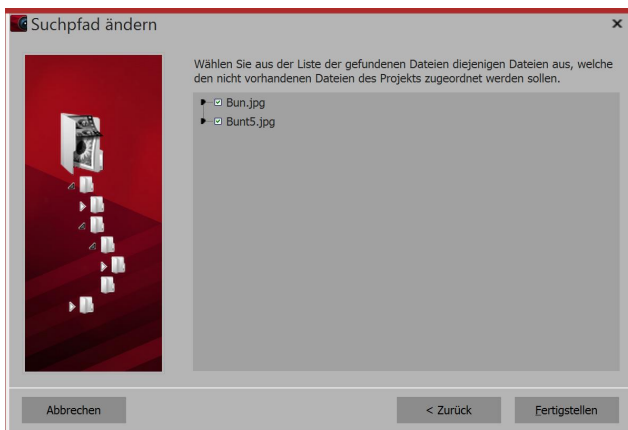 Suchpfad ändern
Wählen Sie aus der Liste der gefundenen Dateien diejenigen Dateien aus, welche
den nicht vorhandenen Dateien des Projekts zugeordnet werden sollen.
Bun.jpg
Bunt5.jpg
Abbrechen
< Zurück
Fertigstellen